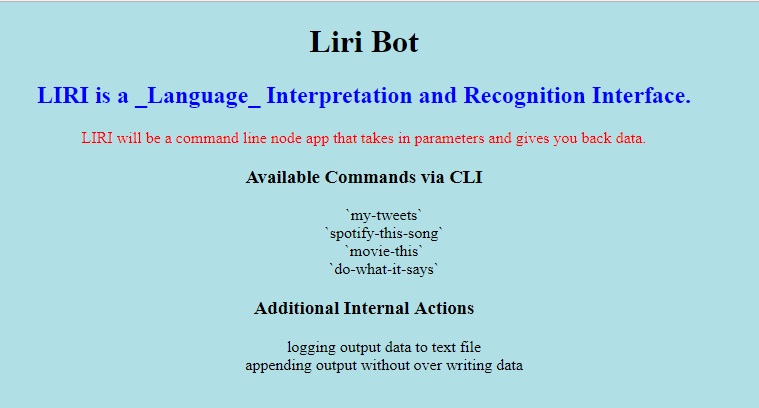 Liri Bot
LIRI is a _Language_ Interpretation and Recognition Interface.
LIRI will be a command line node app that takes in parameters and gives you back data.
Available Commands via CLI
`my-tweets`
`spotify-this-song`
`movie-this`
`do-what-it-says`
Additional Internal Actions
logging output data to text file
appending output without over writing data